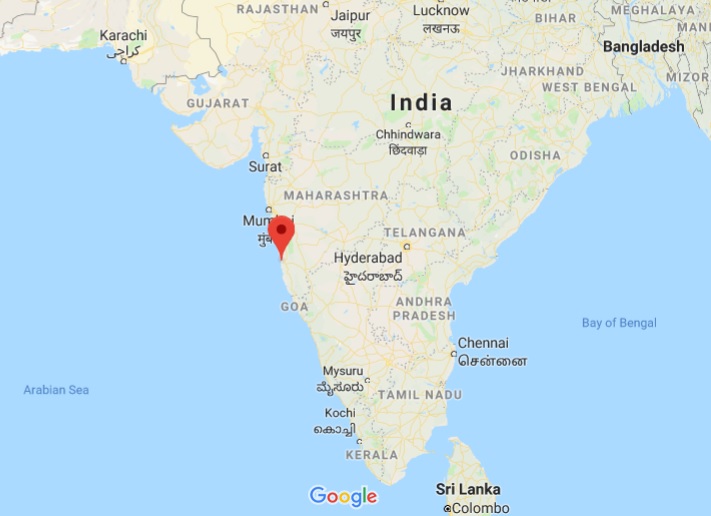 RAJASTHAN
Jaipur
जयपुर
Lucknow
लखनऊ
BIHAR
MEGHALAYA
Karachi
کراچی
Bangladesh
GUJARAT
India
JHARKHAND
WEST BENGAL
MIZOR
Chhindwara
छिंदवाड़ा
ODISHA
Surat
MAHARASHTRA
TELANGANA
Hyderabad
హైదరాబాద్
GOA
ANDHRA
PRADESH
Bay of Bengal
Chennai
சென்னை
Arabian Sea
Mysuru
ಮೈಸೂರು
TAMIL NADU
Kochi
കൊച്ചി
KERALA
Google
Sri Lanka
Colombo